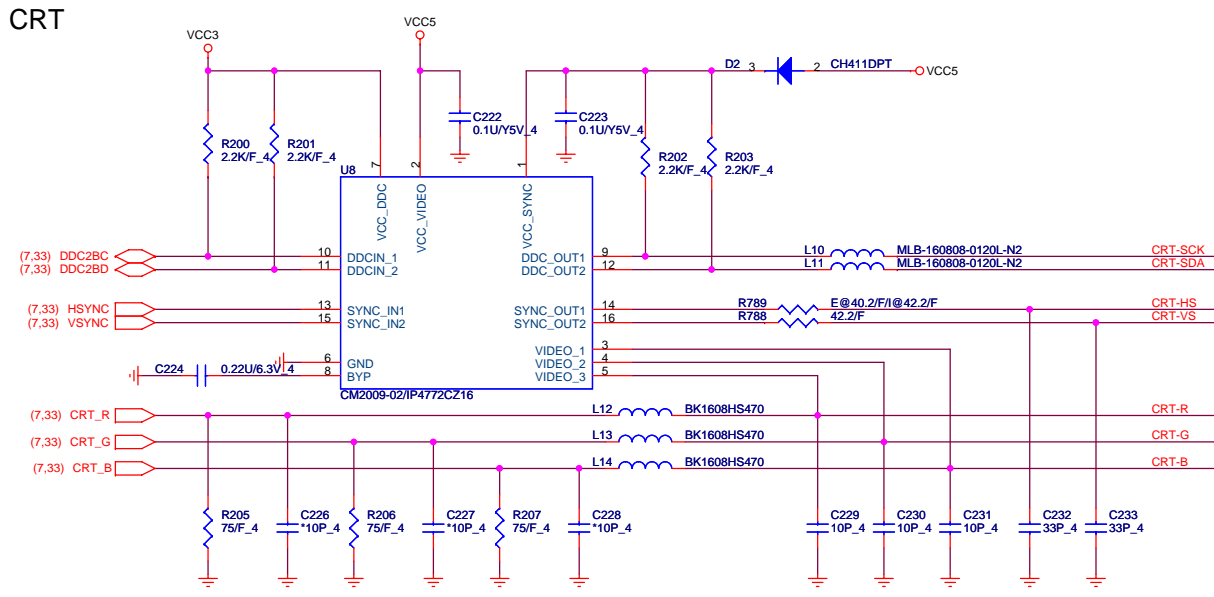 CRT
VCC3
VCC5
D2 3 2 CH411DPT
VCC5
C222
0.1U/Y5V_4
C223
0.1U/Y5V_4
R200
2.2K/F_4
R201
2.2K/F_4
R202
2.2K/F_4
R203
2.2K/F_4
U8
7
2
1
VCC_DDC
VCC_VIDEO
VCC_SYNC
(7,33) DDC2BC
10
DDCIN_1
DDC_OUT1
9
L10
MLB-160808-0120L-N2
CRT-SCK
(7,33) DDC2BD
11
DDCIN_2
DDC_OUT2
12
L11
MLB-160808-0120L-N2
CRT-SDA
(7,33) HSYNC
13
SYNC_IN1
SYNC_OUT1
14
R789
E@40.2/F/I@42.2/F
CRT-HS
(7,33) VSYNC
15
SYNC_IN2
SYNC_OUT2
16
R788
42.2/F
CRT-VS
VIDEO_1
3
6
GND
VIDEO_2
4
C224
0.22U/6.3V_4
8
BYP
VIDEO_3
5
CM2009-02/IP4772CZ16
(7,33) CRT_R
L12
BK1608HS470
CRT-R
(7,33) CRT_G
L13
BK1608HS470
CRT-G
(7,33) CRT_B
L14
BK1608HS470
CRT-B
R205
75/F_4
C226
*10P_4
R206
75/F_4
C227
*10P_4
R207
75/F_4
C228
*10P_4
C229
10P_4
C230
10P_4
C231
10P_4
C232
33P_4
C233
33P_4